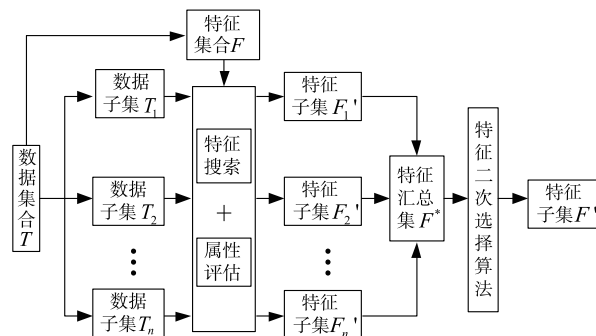 特征
集合F
数据
集合
T
数据
子集T₁
数据
子集T₂
⋮
数据
子集Tₙ
特征
搜索
+
属性
评估
特征
子集F₁'
特征
子集F₂'
⋮
特征
子集Fₙ'
特征
汇总
集F*
特征二次选择算法
特征
子集F'